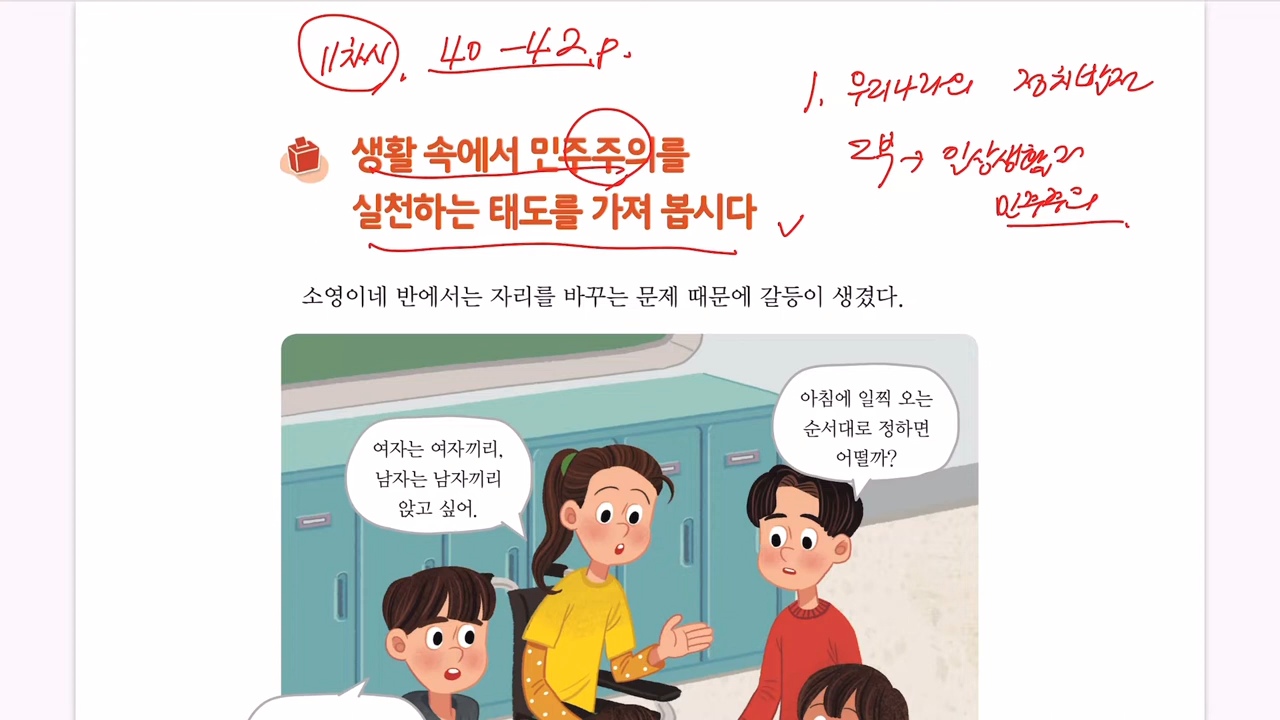 11차시. 40-42p.
1. 우리나라의 정치발전
2부 → 일상생활과
민주주의
생활 속에서 민주주의를
실천하는 태도를 가져 봅시다
소영이네 반에서는 자리를 바꾸는 문제 때문에 갈등이 생겼다.
여자는 여자끼리,
남자는 남자끼리
앉고 싶어.
아침에 일찍 오는
순서대로 정하면
어떨까?